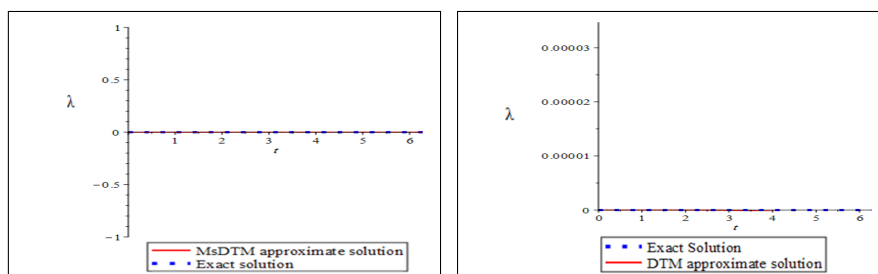 1
0.5
λ
0
1 2 3 4 5 6
t
−0.5
−1
MsDTM approximate solution
Exact solution
0.00003
0.00002
λ
0.00001
0
0 1 2 3 4 5 6
t
Exact Solution
DTM approximate solution